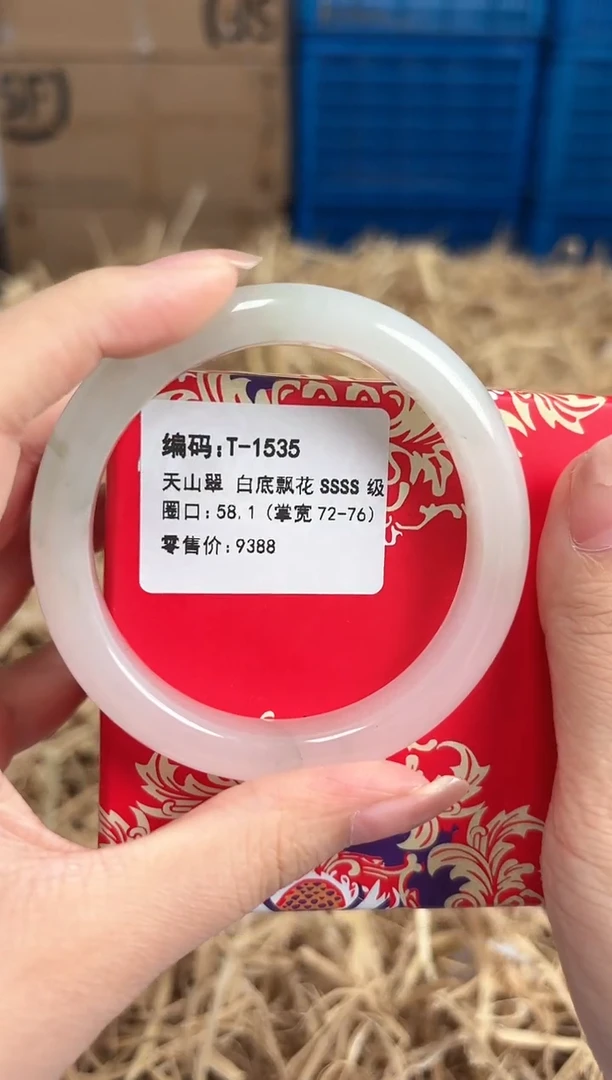 编码:T-1535
天山翠 白底飘花 SSSS 级
圈口:58.1(掌宽 72-76)
零售价:9388